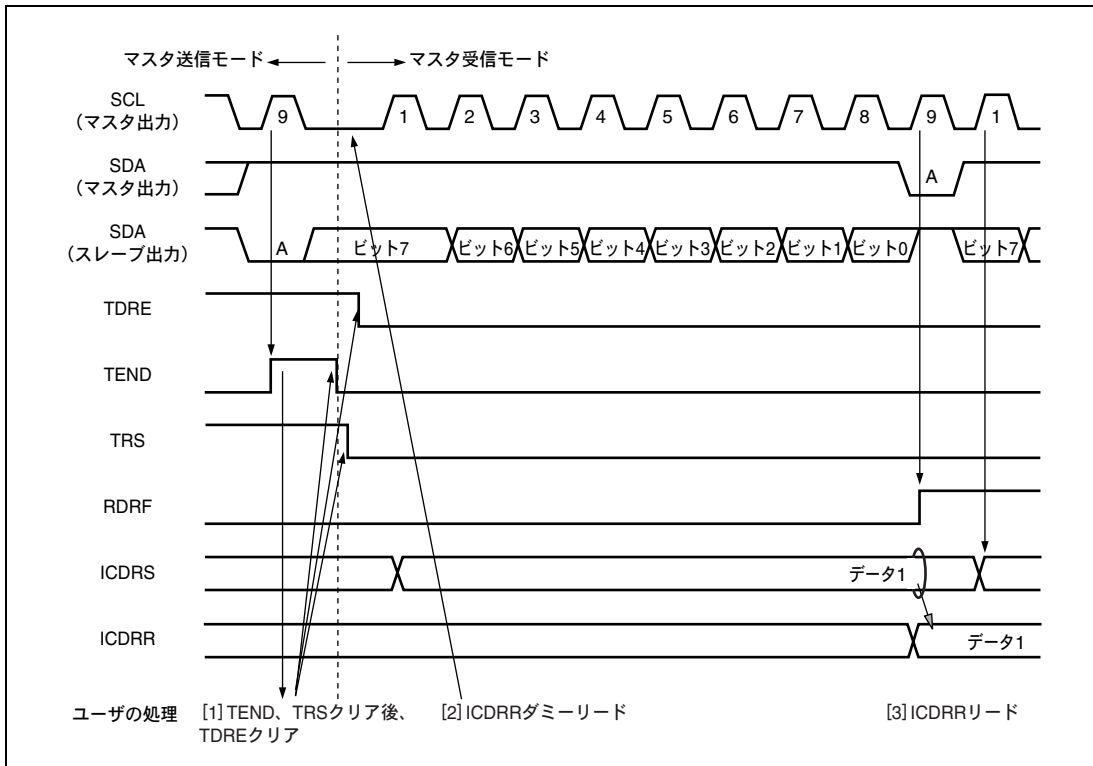 マスタ送信モード マスタ受信モード
SCL
（マスタ出力）
9 1 2 3 4 5 6 7 8 9 1
SDA
（マスタ出力）
A
SDA
（スレーブ出力）
A ビット7 ビット6 ビット5 ビット4 ビット3 ビット2 ビット1 ビット0 ビット7
TDRE
TEND
TRS
RDRF
ICDRS
データ1
ICDRR
データ1
ユーザの処理 [1] TEND、TRSクリア後、 [2] ICDRRダミーリード [3] ICDRRリード
TDREクリア